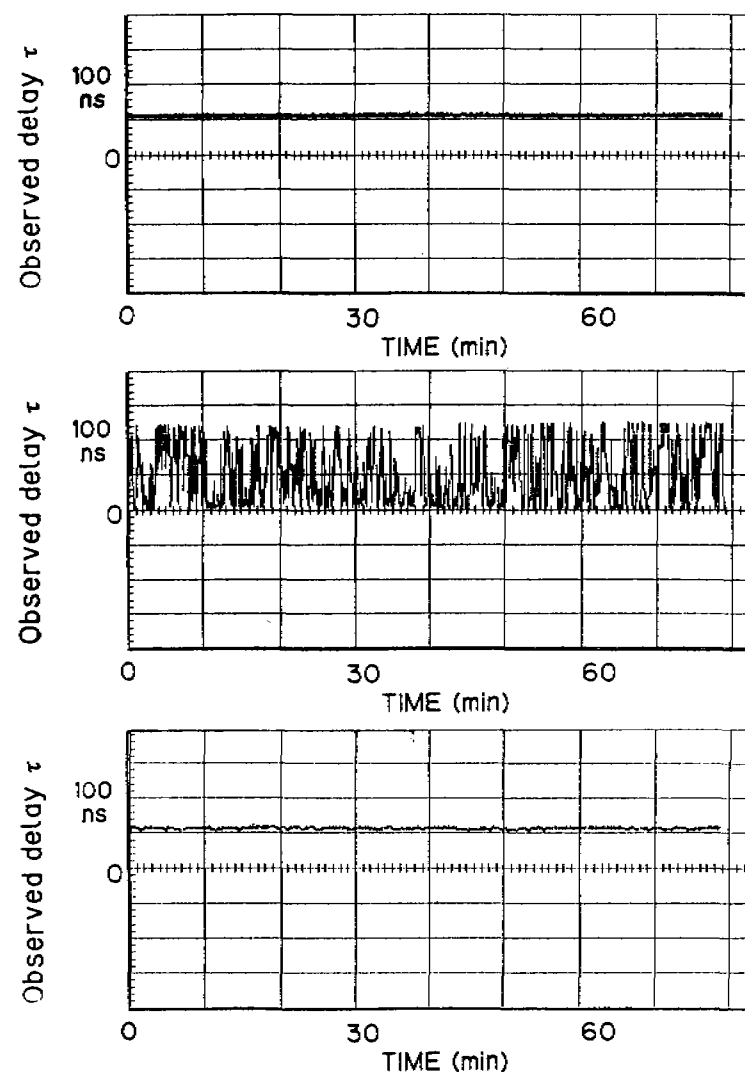 Observed delay τ
100
ns
0
0 30 60
TIME (min)
Observed delay τ
100
ns
0
0 30 60
TIME (min)
Observed delay τ
100
ns
0
0 30 60
TIME (min)